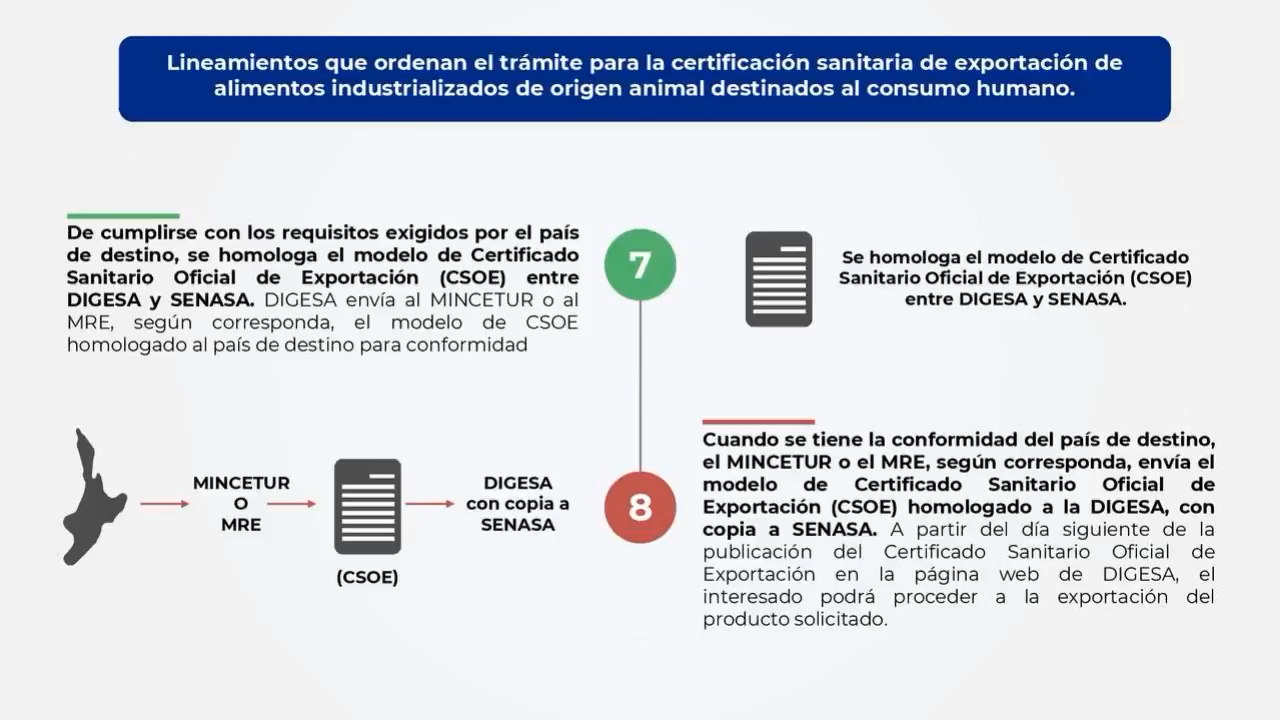 Lineamientos que ordenan el trámite para la certificación sanitaria de exportación de
alimentos industrializados de origen animal destinados al consumo humano.
De cumplirse con los requisitos exigidos por el país
de destino, se homologa el modelo de Certificado
Sanitario Oficial de Exportación (CSOE) entre
DIGESA y SENASA. DIGESA envía al MINCETUR o al
MRE, según corresponda, el modelo de CSOE
homologado al país de destino para conformidad
7
Se homologa el modelo de Certificado
Sanitario Oficial de Exportación (CSOE)
entre DIGESA y SENASA.
MINCETUR
O
MRE
(CSOE)
DIGESA
con copia a
SENASA
8
Cuando se tiene la conformidad del país de destino,
el MINCETUR o el MRE, según corresponda, envía el
modelo de Certificado Sanitario Oficial de
Exportación (CSOE) homologado a la DIGESA, con
copia a SENASA. A partir del día siguiente de la
publicación del Certificado Sanitario Oficial de
Exportación en la página web de DIGESA, el
interesado podrá proceder a la exportación del
producto solicitado.